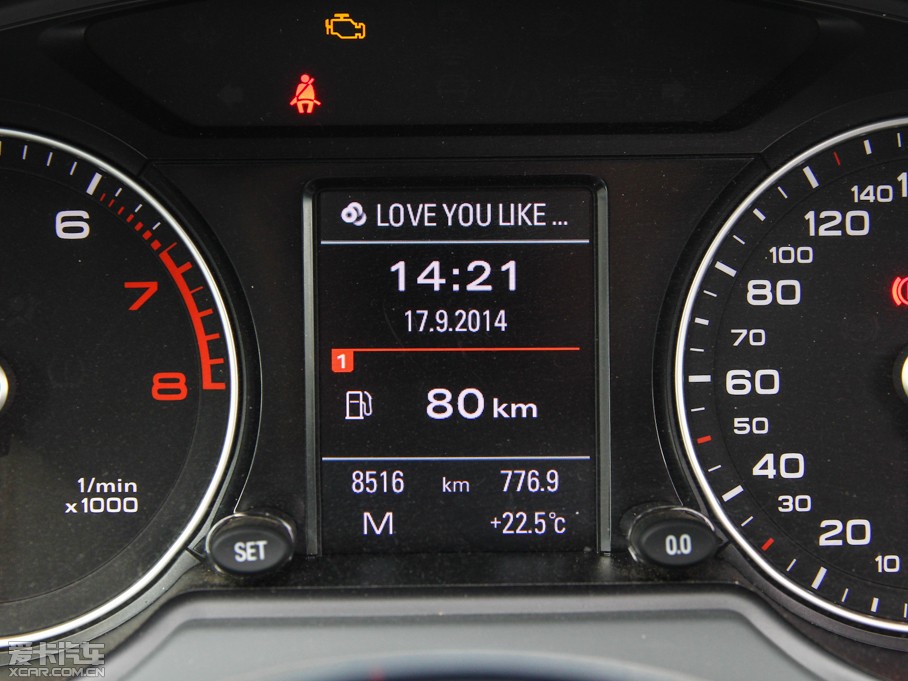 LOVE YOU LIKE ...
14:21
17.9.2014
1
80 km
8516 km 776.9
M +22.5°c
6
7
8
1/min
x1000
SET
0.0
140
120
100
80
70
60
50
40
30
20
10
爱卡汽车
XCAR.COM.CN